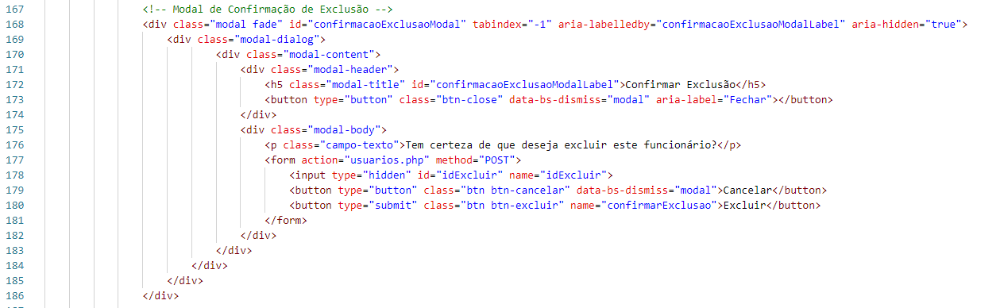 167 <!-- Modal de Confirmação de Exclusão -->
168 <div class="modal fade" id="confirmacaoExclusaoModal" tabindex="-1" aria-labelledby="confirmacaoExclusaoModalLabel" aria-hidden="true">
169 <div class="modal-dialog">
170 <div class="modal-content">
171 <div class="modal-header">
172 <h5 class="modal-title" id="confirmacaoExclusaoModalLabel">Confirmar Exclusão</h5>
173 <button type="button" class="btn-close" data-bs-dismiss="modal" aria-label="Fechar"></button>
174 </div>
175 <div class="modal-body">
176 <p class="campo-texto">Tem certeza de que deseja excluir este funcionário?</p>
177 <form action="usuarios.php" method="POST">
178 <input type="hidden" id="idExcluir" name="idExcluir">
179 <button type="button" class="btn btn-cancelar" data-bs-dismiss="modal">Cancelar</button>
180 <button type="submit" class="btn btn-excluir" name="confirmarExclusao">Excluir</button>
181 </form>
182 </div>
183 </div>
184 </div>
185 </div>
186 </div>